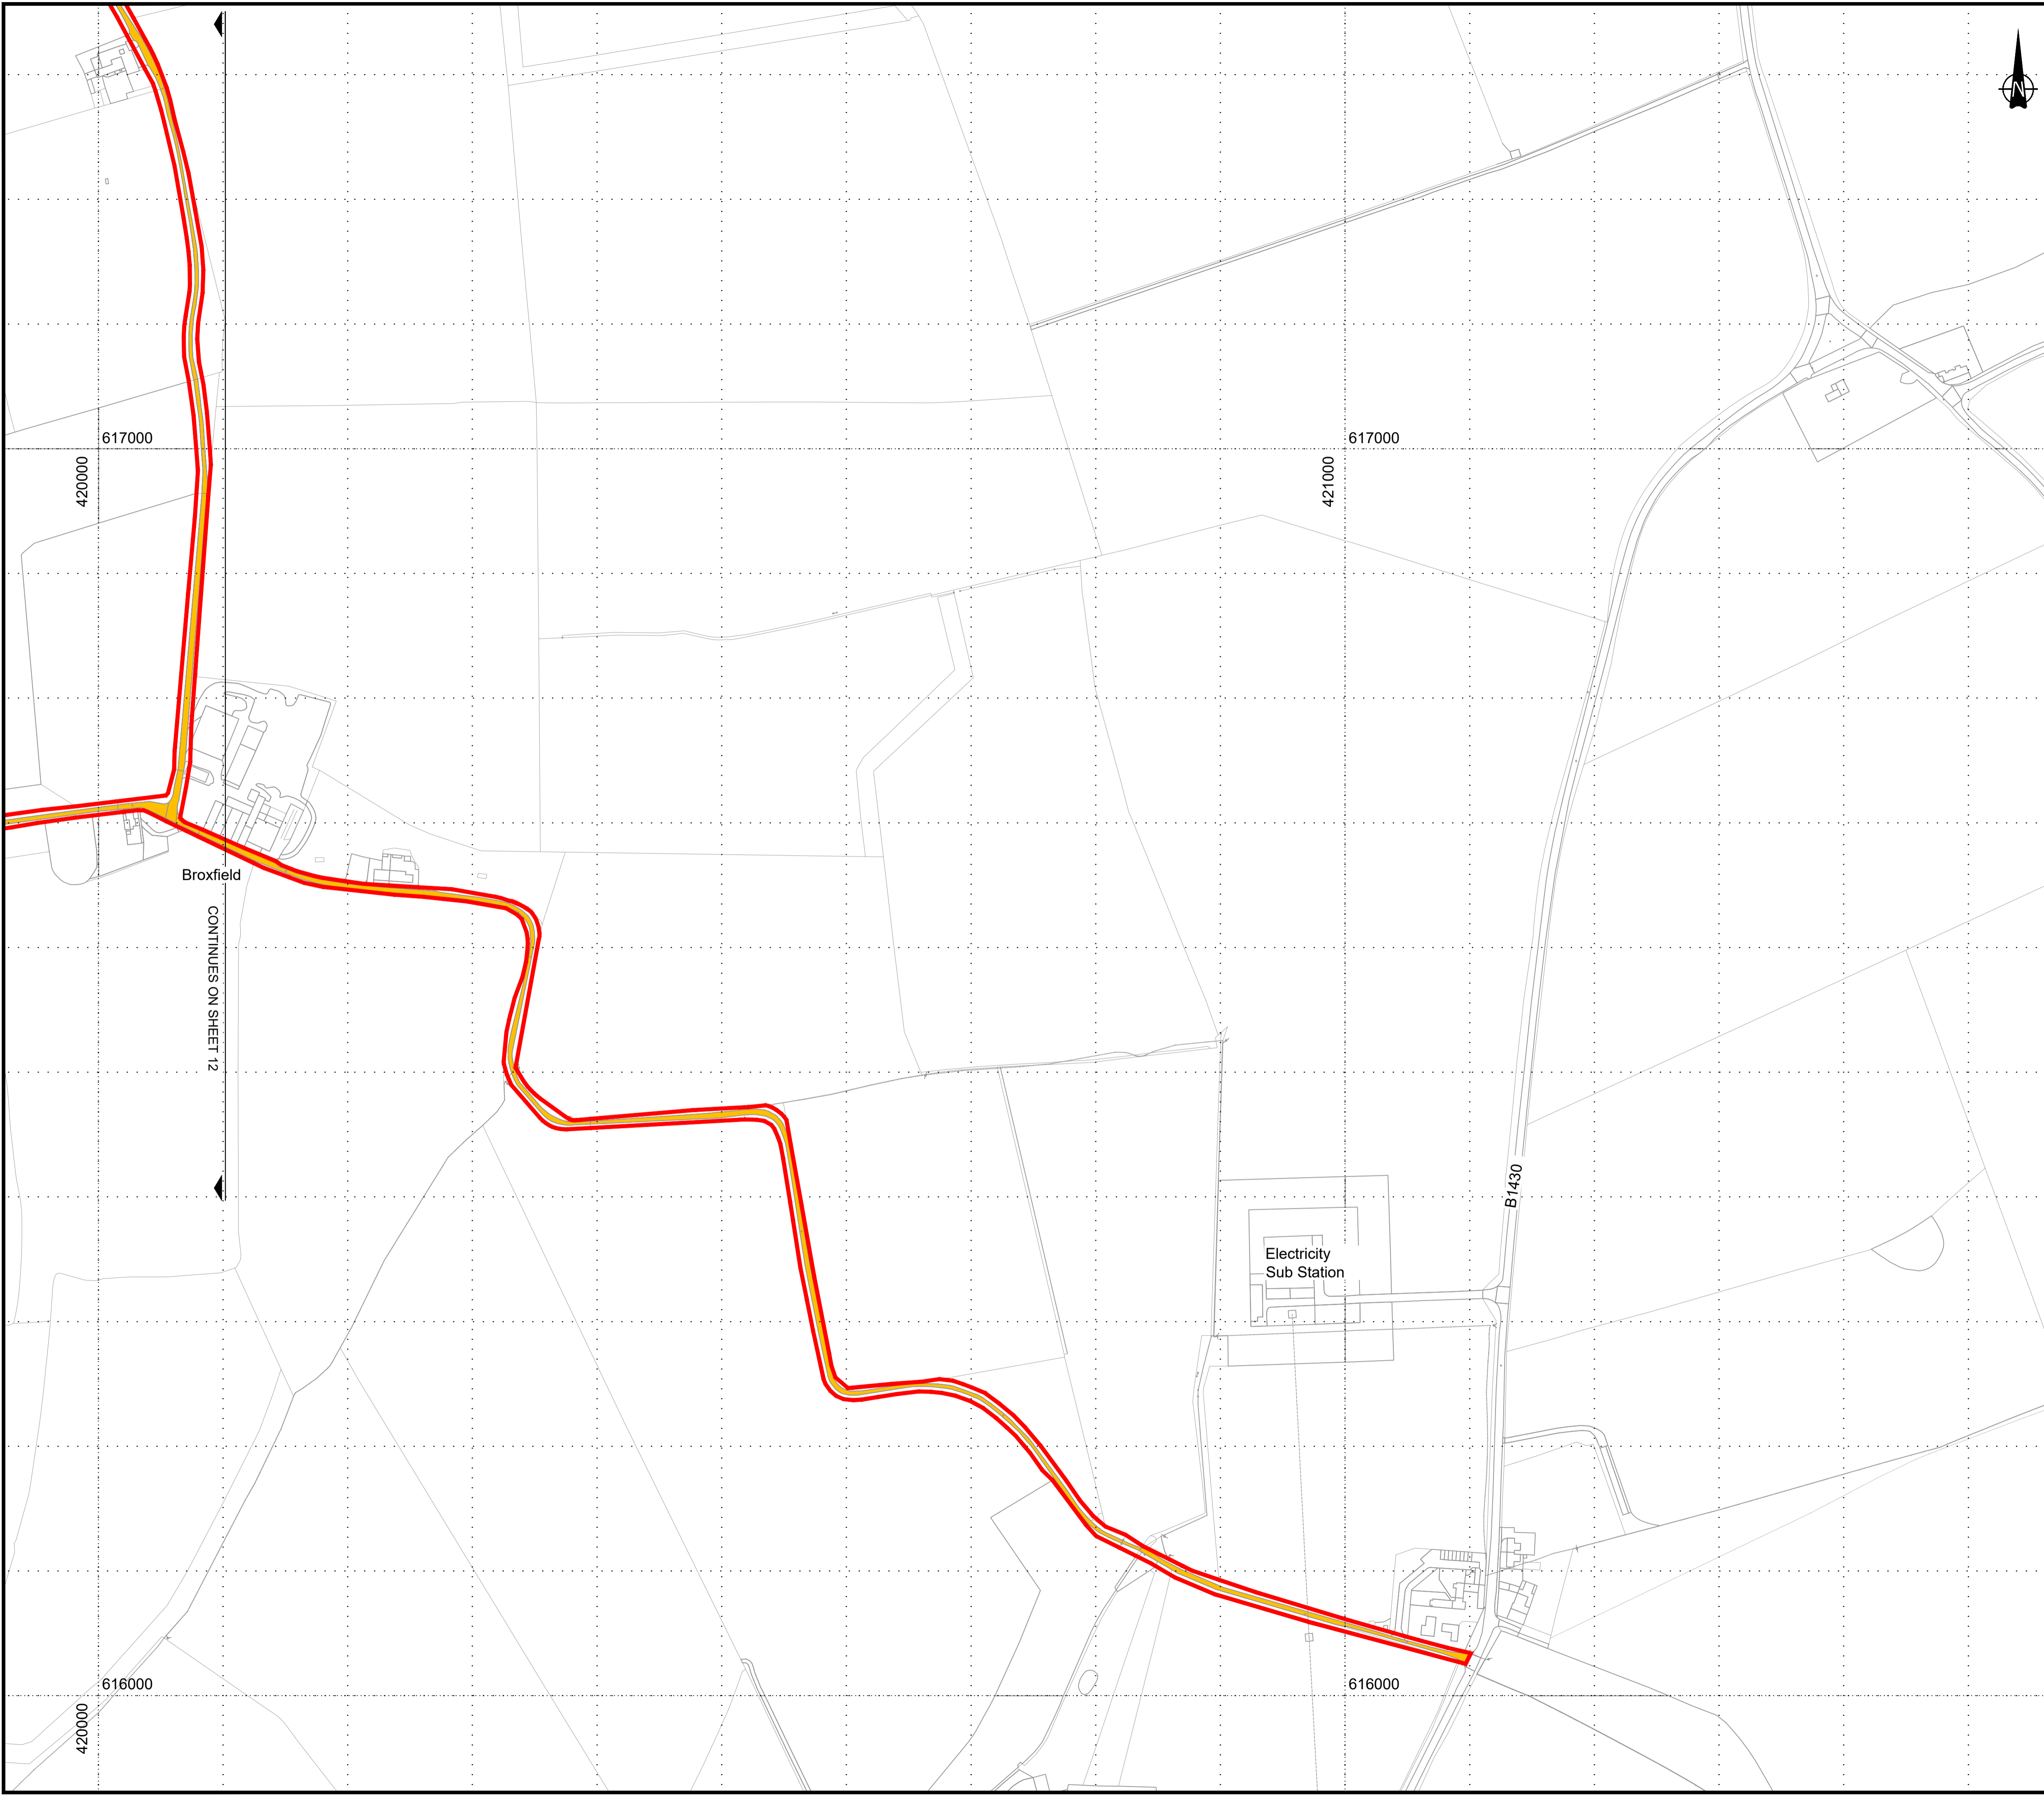 N
617000
617000
420000
421000
Broxfield
CONTINUES ON SHEET 12
B1430
Electricity
Sub Station
616000
616000
420000